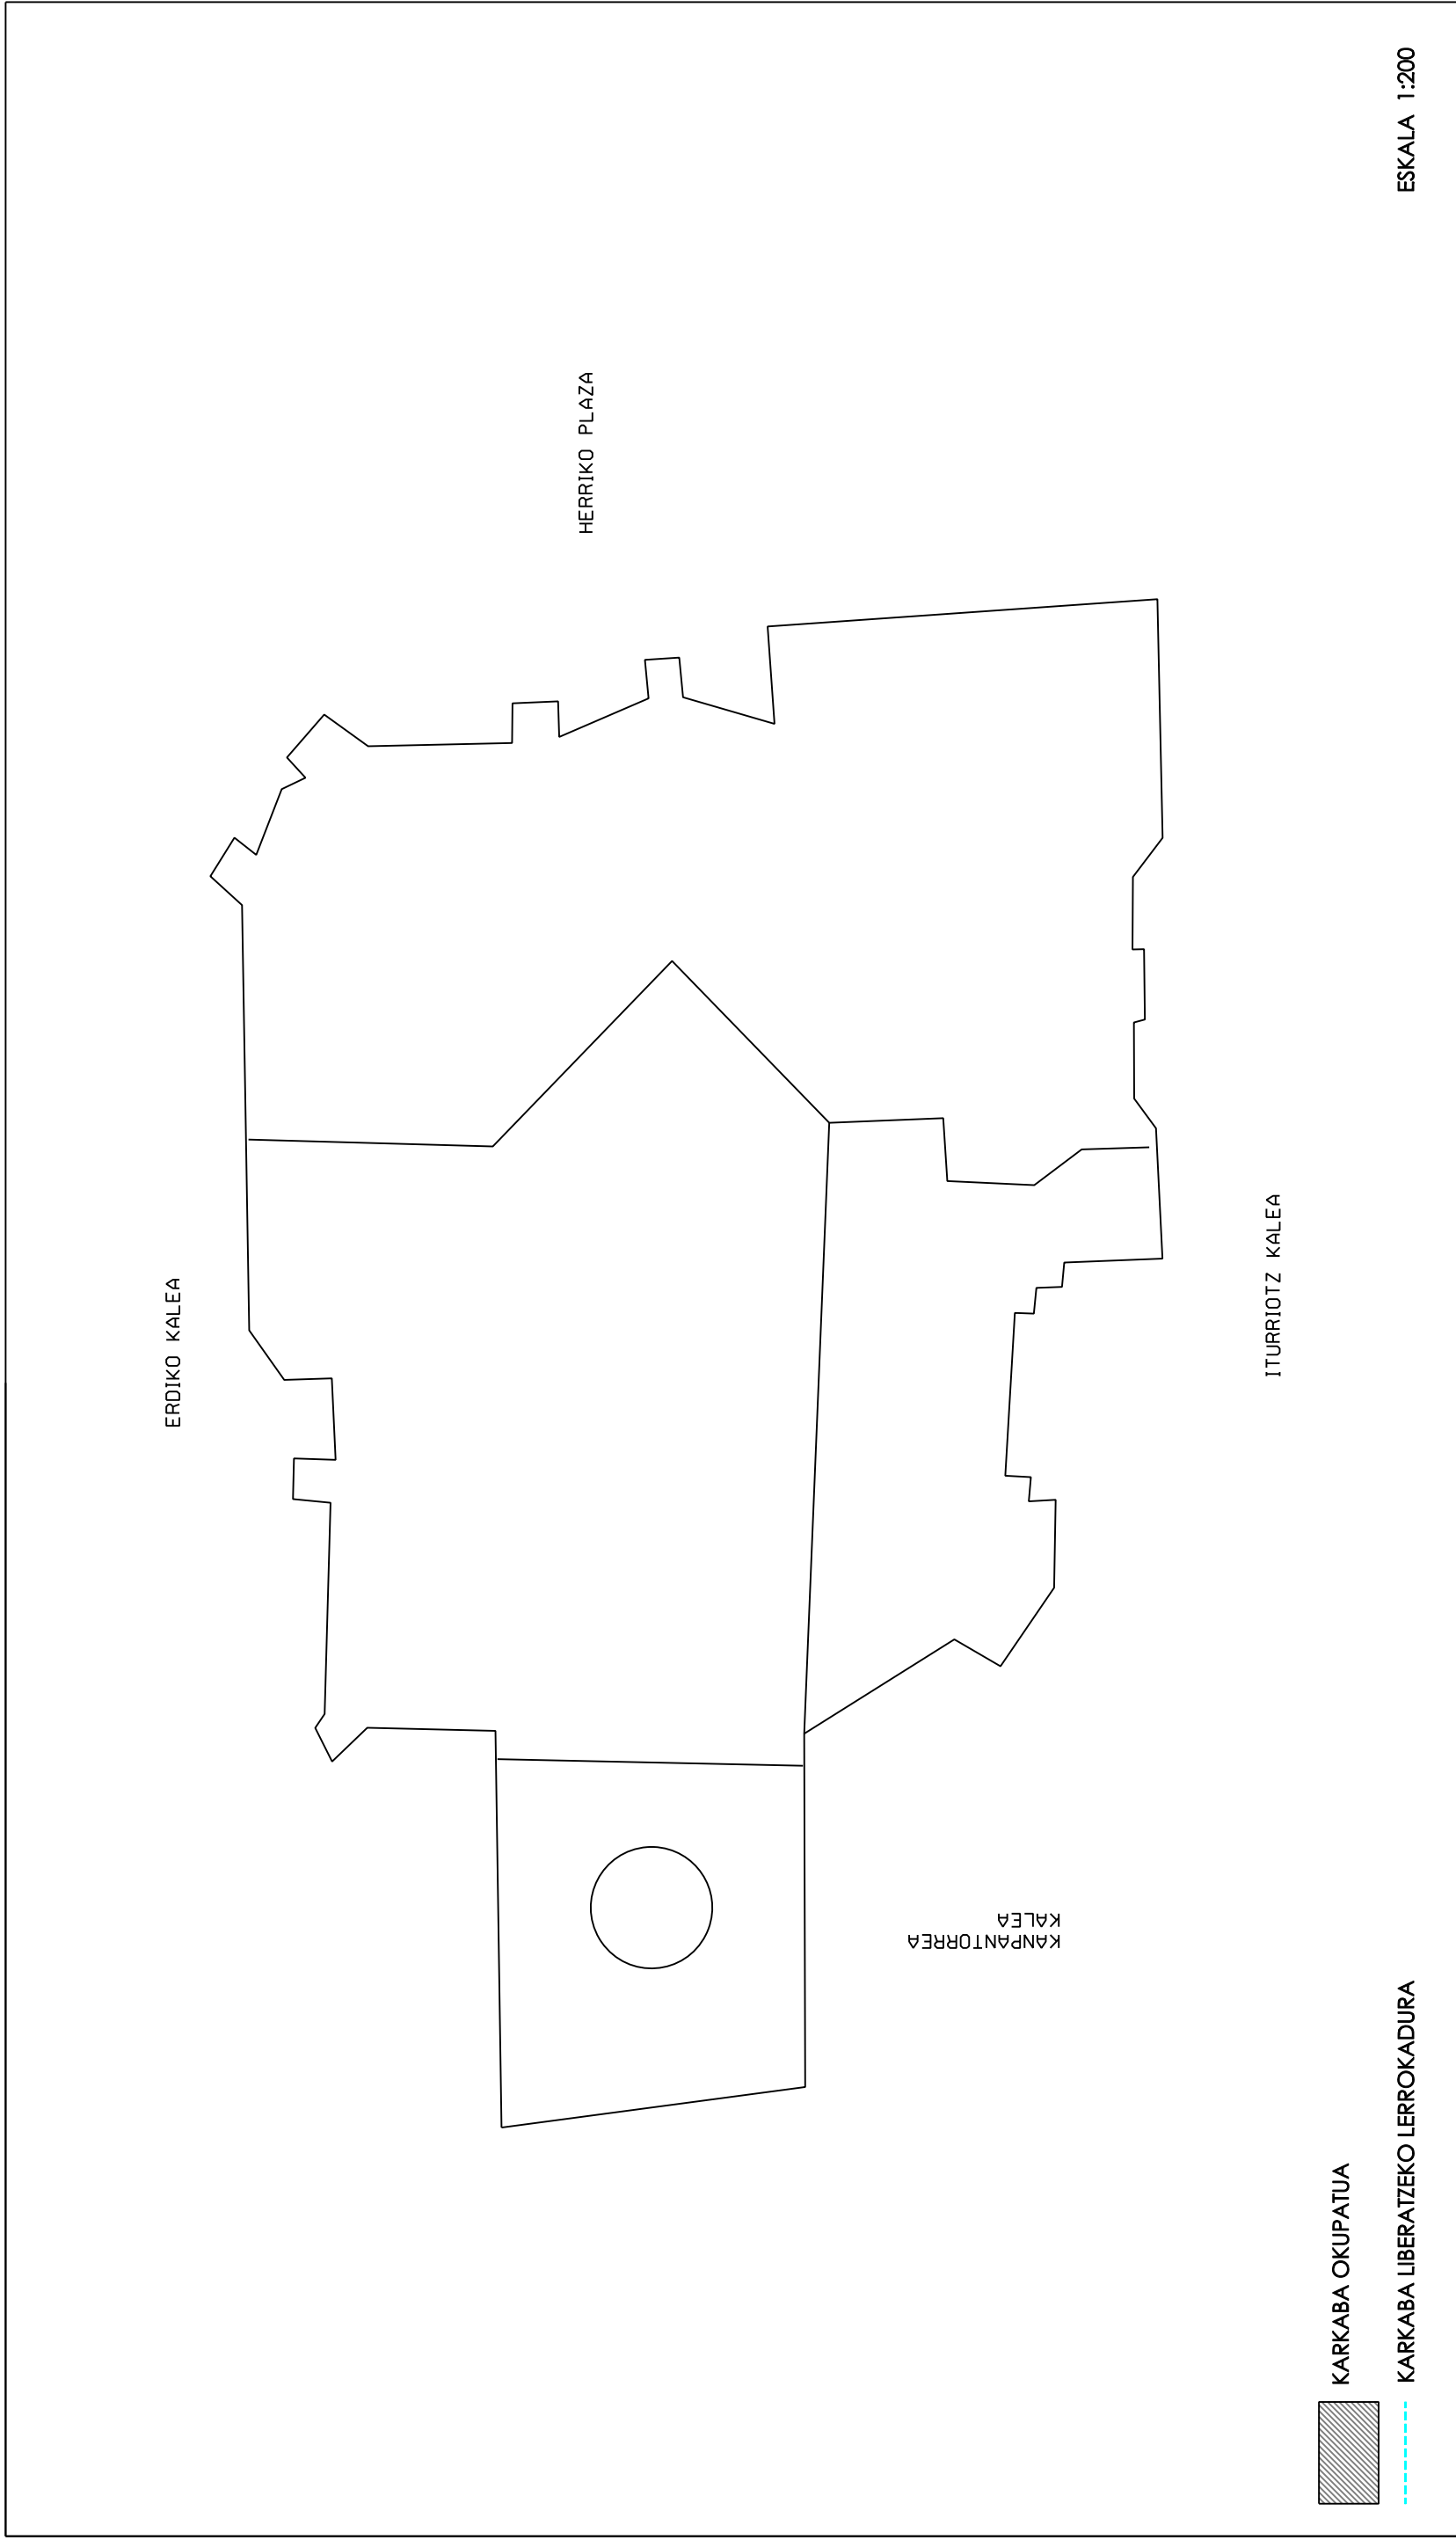 ERDIKO KALEA
HERRIKO PLAZA
KANPANTORREA
KALEA
ITURRIOTZ KALEA
KARKABA OKUPATUA
KARKABA LIBERATZEKO LERROKADURA
ESKALA 1:200